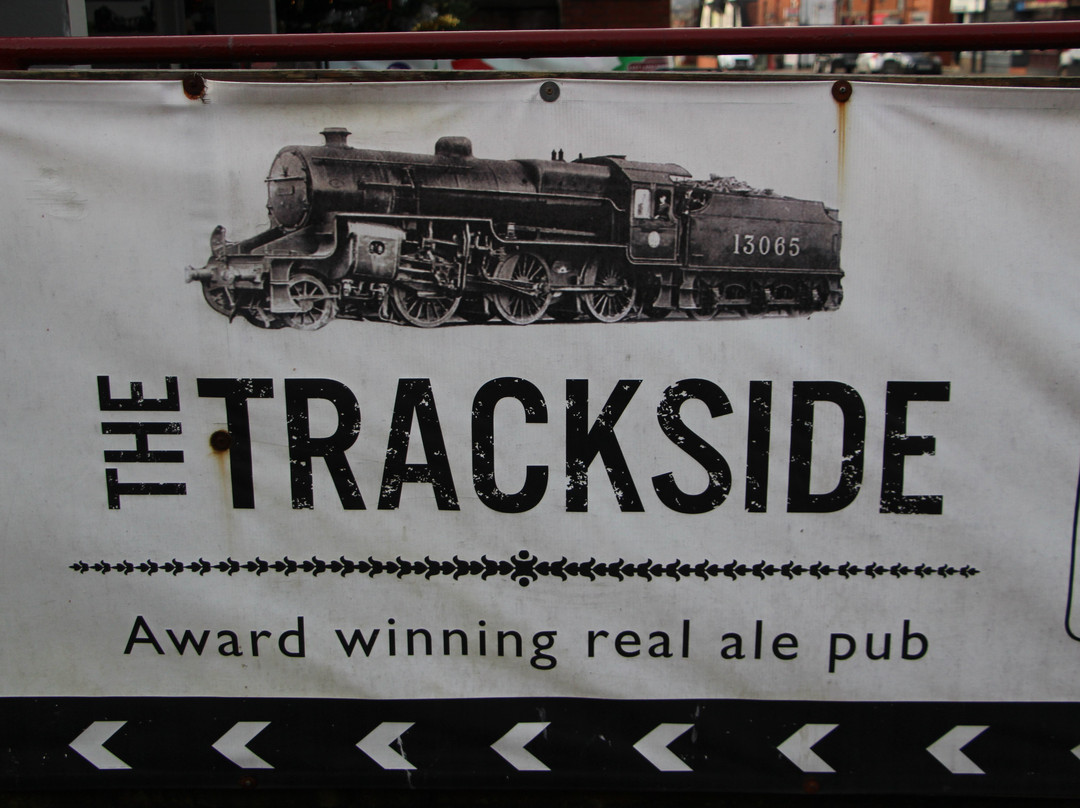 13065
THE TRACKSIDE
Award winning real ale pub